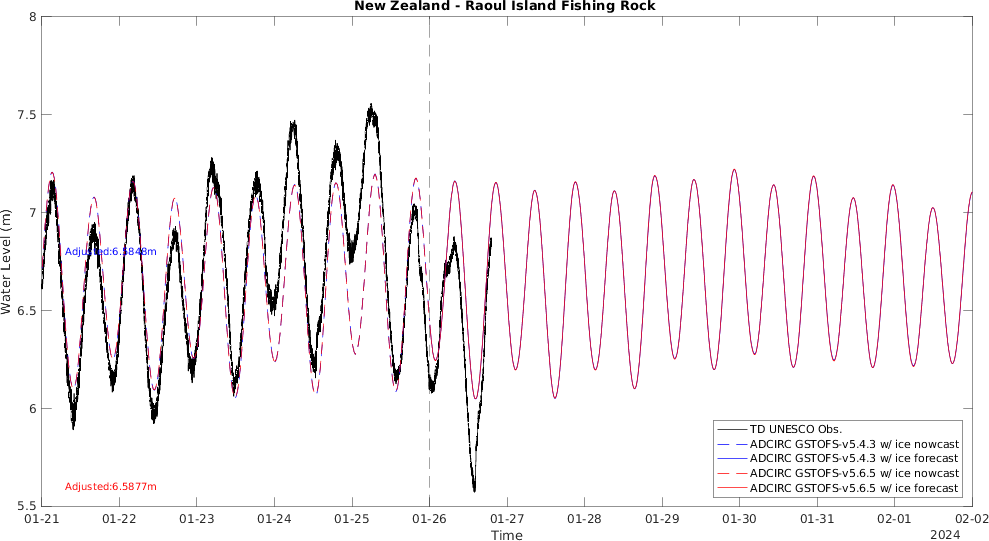 New Zealand - Raoul Island Fishing Rock
8
7.5
7
6.5
6
5.5
Water Level (m)
Adjusted:6.5848m
Adjusted:6.5877m
TD UNESCO Obs.
ADCIRC GSTOFS-v5.4.3 w/ ice nowcast
ADCIRC GSTOFS-v5.4.3 w/ ice forecast
ADCIRC GSTOFS-v5.6.5 w/ ice nowcast
ADCIRC GSTOFS-v5.6.5 w/ ice forecast
01-21 01-22 01-23 01-24 01-25 01-26 01-27 01-28 01-29 01-30 01-31 02-01 02-02
Time
2024